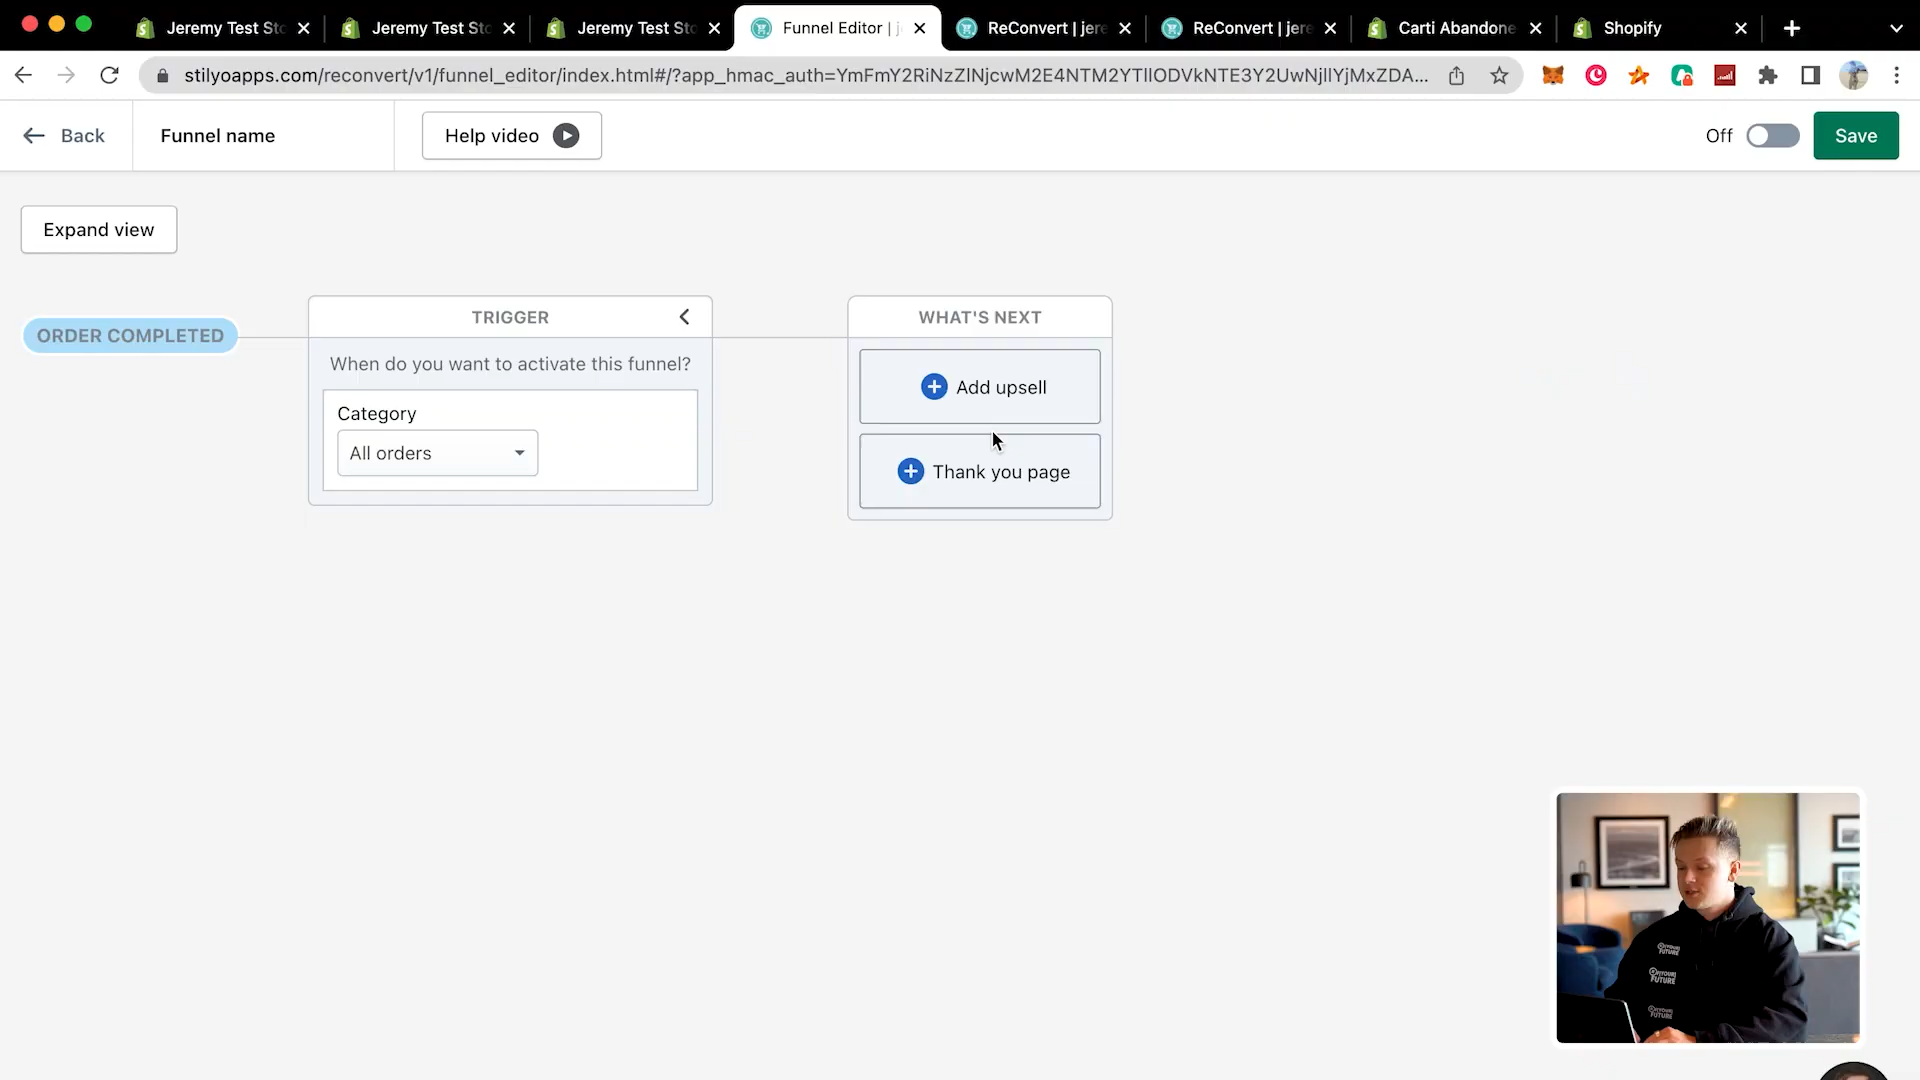 Jeremy Test Sto
Jeremy Test Sto
Jeremy Test Sto
Funnel Editor | j
ReConvert | jere
ReConvert | jere
Carti Abandone
Shopify
stilyoapps.com/reconvert/v1/funnel_editor/index.html#/?app_hmac_auth=YmFmY2RiNzZlNjcwM2E4NTM2YTllODVkNTE3Y2UwNjllYjMxZDA...
Back
Funnel name
Help video
Off
Save
Expand view
ORDER COMPLETED
TRIGGER
When do you want to activate this funnel?
Category
All orders
WHAT'S NEXT
Add upsell
Thank you page